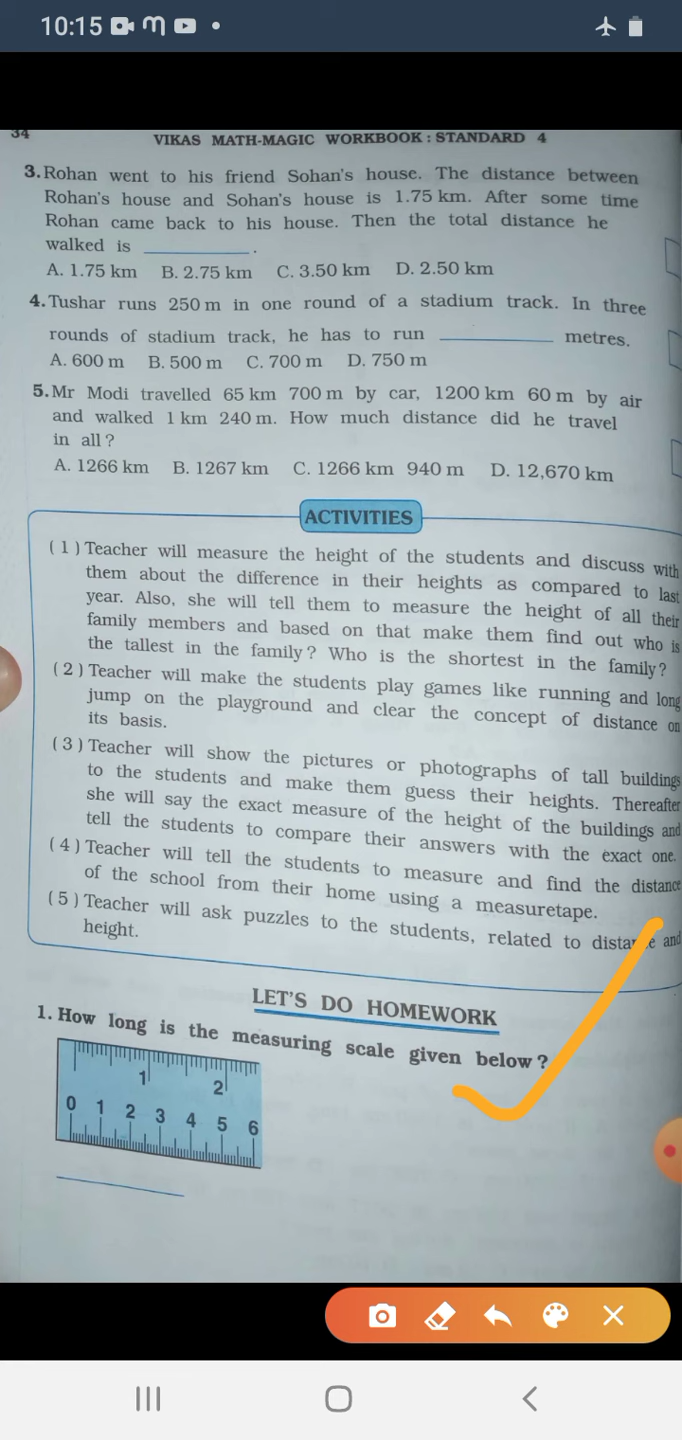 10:15
34
VIKAS MATH-MAGIC WORKBOOK : STANDARD 4
3. Rohan went to his friend Sohan's house. The distance between
Rohan's house and Sohan's house is 1.75 km. After some time
Rohan came back to his house. Then the total distance he
walked is ________.
A. 1.75 km B. 2.75 km C. 3.50 km D. 2.50 km
4. Tushar runs 250 m in one round of a stadium track. In three
rounds of stadium track, he has to run ________ metres.
A. 600 m B. 500 m C. 700 m D. 750 m
5. Mr Modi travelled 65 km 700 m by car, 1200 km 60 m by air
and walked 1 km 240 m. How much distance did he travel
in all ?
A. 1266 km B. 1267 km C. 1266 km 940 m D. 12,670 km
ACTIVITIES
( 1 ) Teacher will measure the height of the students and discuss with
them about the difference in their heights as compared to last
year. Also, she will tell them to measure the height of all their
family members and based on that make them find out who is
the tallest in the family ? Who is the shortest in the family ?
( 2 ) Teacher will make the students play games like running and long
jump on the playground and clear the concept of distance on
its basis.
( 3 ) Teacher will show the pictures or photographs of tall buildings
to the students and make them guess their heights. Thereafter
she will say the exact measure of the height of the buildings and
tell the students to compare their answers with the exact one.
( 4 ) Teacher will tell the students to measure and find the distance
of the school from their home using a measuretape.
( 5 ) Teacher will ask puzzles to the students, related to distance and
height.
LET'S DO HOMEWORK
1. How long is the measuring scale given below ?
1 2
0 1 2 3 4 5 6